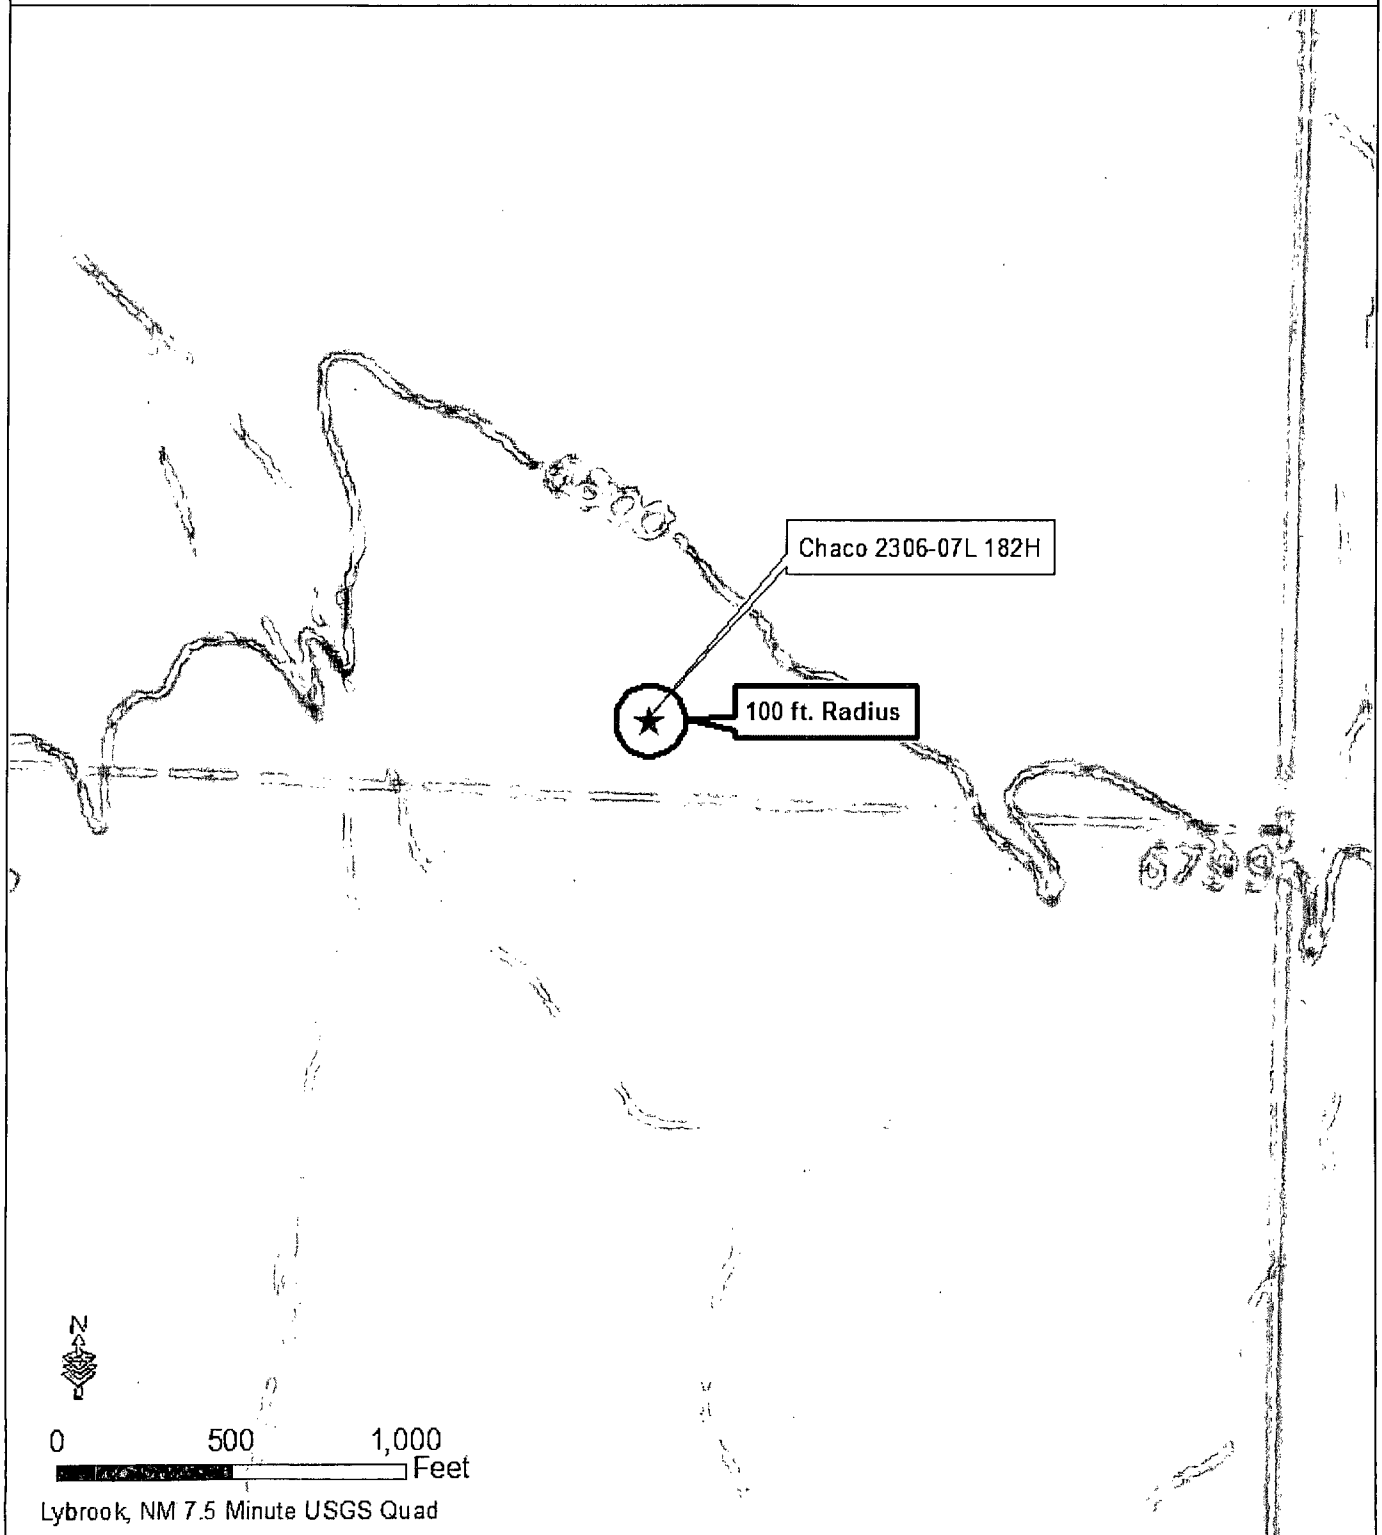 Chaco 2306-07L 182H
100 ft. Radius
N
0 500 1,000
Feet
Lybrook, NM 7.5 Minute USGS Quad